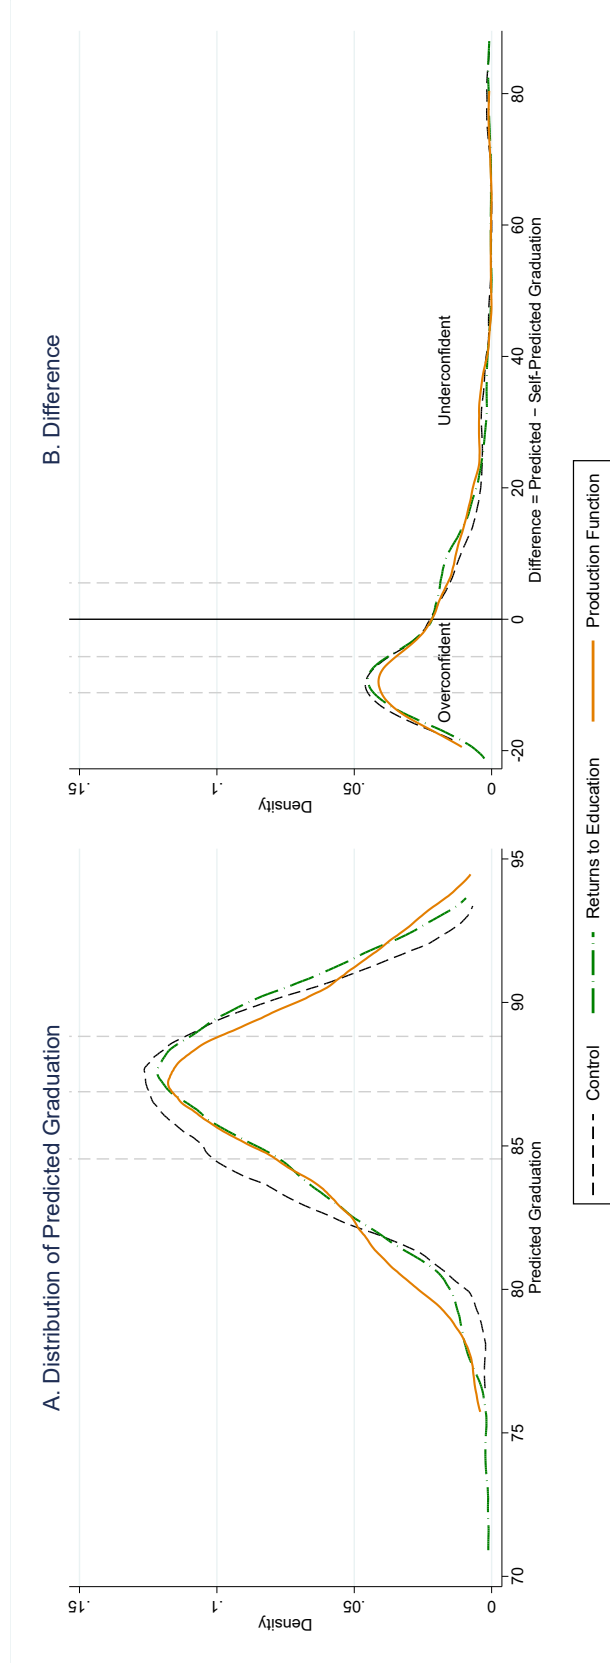 A. Distribution of Predicted Graduation
Density
.15
.1
.05
0
70
75
80
85
90
95
Predicted Graduation
B. Difference
Density
.15
.1
.05
0
Overconfident
Underconfident
-20
0
20
40
60
80
Difference = Predicted − Self-Predicted Graduation
Control
Returns to Education
Production Function